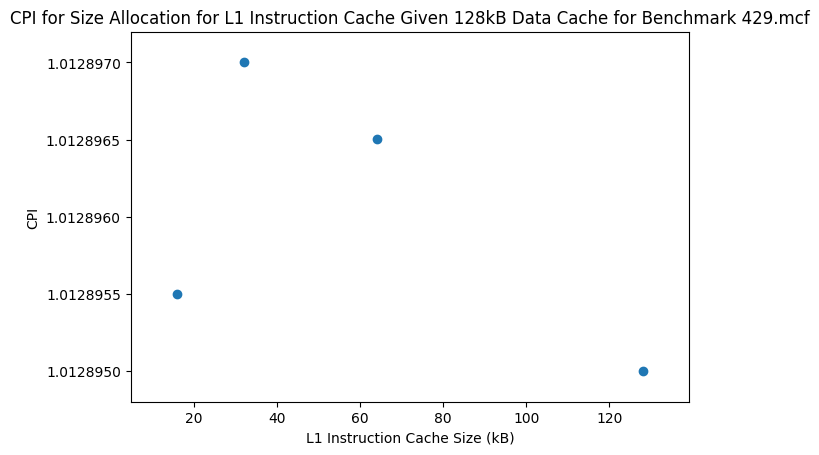 CPI for Size Allocation for L1 Instruction Cache Given 128kB Data Cache for Benchmark 429.mcf
1.0128970
1.0128965
1.0128960
1.0128955
1.0128950
CPI
20 40 60 80 100 120
L1 Instruction Cache Size (kB)